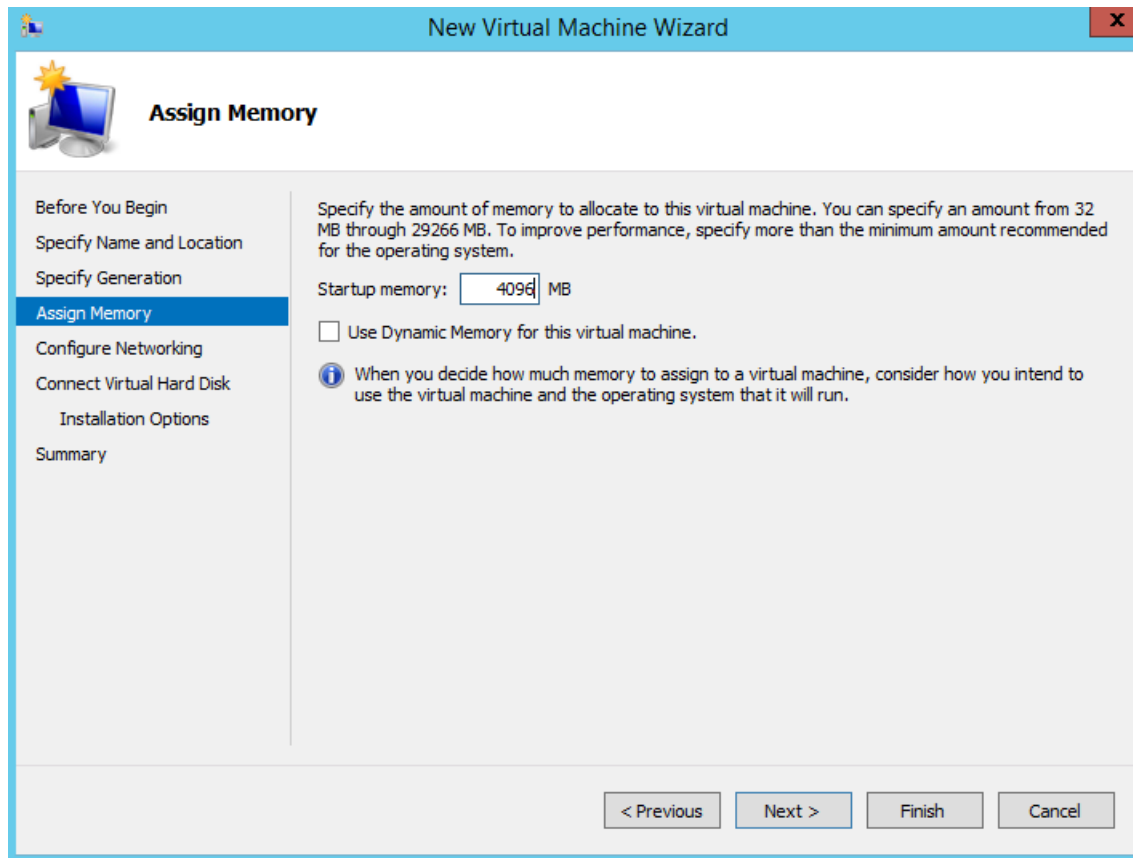 New Virtual Machine Wizard
x
Assign Memory
Before You Begin
Specify Name and Location
Specify Generation
Assign Memory
Configure Networking
Connect Virtual Hard Disk
Installation Options
Summary
Specify the amount of memory to allocate to this virtual machine. You can specify an amount from 32
MB through 29266 MB. To improve performance, specify more than the minimum amount recommended
for the operating system.
Startup memory: 4096 MB
Use Dynamic Memory for this virtual machine.
When you decide how much memory to assign to a virtual machine, consider how you intend to
use the virtual machine and the operating system that it will run.
< Previous Next > Finish Cancel